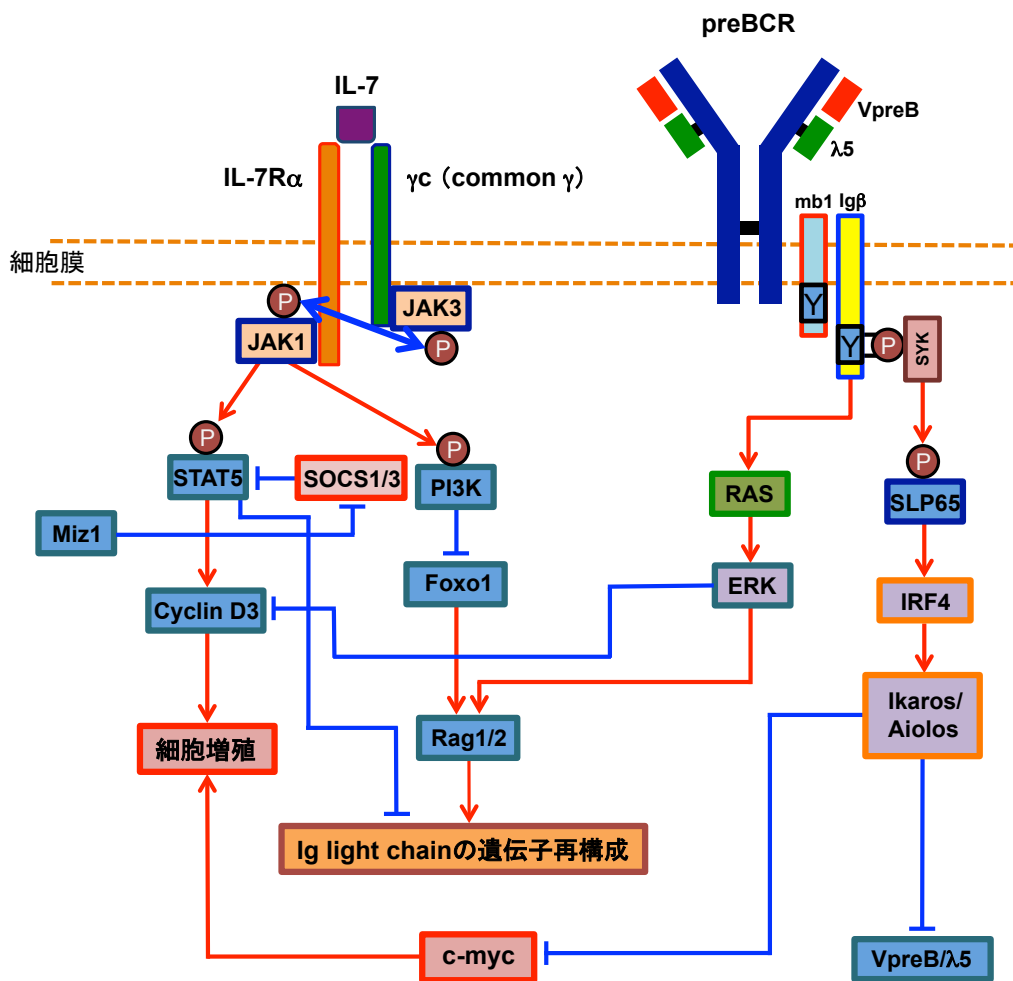 preBCR
IL-7
VpreB
λ5
IL-7Rα
γc（common γ）
mb1
Igβ
細胞膜
P
JAK3
JAK1
P
Y
Y
P
SYK
P
STAT5
SOCS1/3
P
PI3K
RAS
P
SLP65
Miz1
Foxo1
ERK
Cyclin D3
IRF4
細胞増殖
Rag1/2
Ikaros/
Aiolos
Ig light chainの遺伝子再構成
c-myc
VpreB/λ5